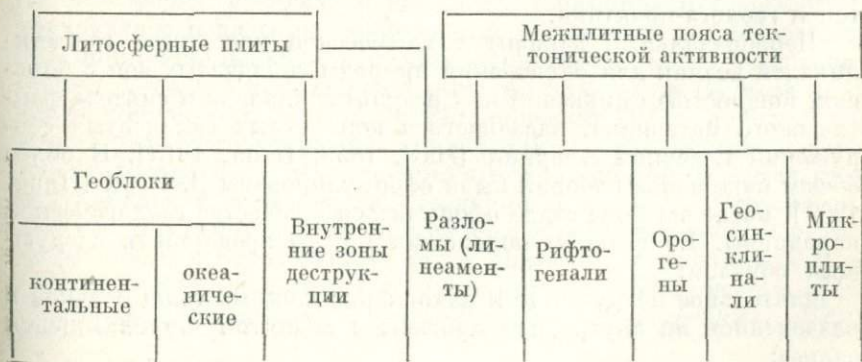 Литосферные плиты
Межплитные пояса тек-
тонической активности
Геоблоки
континен-
тальные
океа-
ниче-
ские
Внутрен-
ние зоны
деструк-
ции
Разло-
мы (ли-
неамен-
ты)
Рифто-
генали
Оро-
ге-
ны
Гео-
син-
кли-
на-
ли
Мик-
ро-
пли-
ты